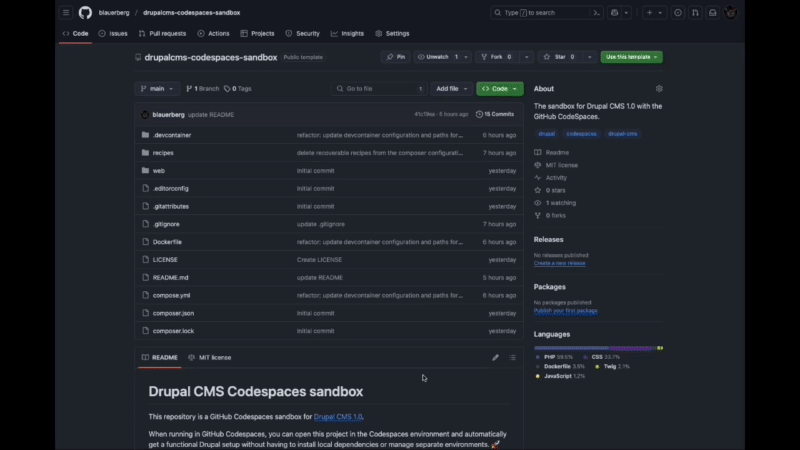 blauerberg / drupalcms-codespaces-sandbox
Type / to search
Code Issues Pull requests Actions Projects Security Insights Settings
drupalcms-codespaces-sandbox Public template
Pin Unwatch 1 Fork 0 Star 0 Use this template
main 1 Branch 0 Tags Go to file t Add file Code
blauerberg update README 6 hours ago 15 Commits
.devcontainer refactor: update devcontainer configuration and paths for... 6 hours ago
recipes delete recoverable recipes from the composer configurati... 7 hours ago
web Initial commit yesterday
.editorconfig Initial commit yesterday
.gitattributes Initial commit yesterday
.gitignore update .gitignore 7 hours ago
Dockerfile refactor: update devcontainer configuration and paths for... 6 hours ago
LICENSE Create LICENSE yesterday
README.md update README 5 hours ago
compose.yml refactor: update devcontainer configuration and paths for... 6 hours ago
composer.json Initial commit yesterday
composer.lock Initial commit yesterday
README MIT license
Drupal CMS Codespaces sandbox
This repository is a GitHub Codespaces sandbox for Drupal CMS 1.0.
When running in GitHub Codespaces, you can open this project in the Codespaces environment and automatically
get a functional Drupal setup without having to install local dependencies or manage separate environments. 🚀
About
The sandbox for Drupal CMS 1.0 with the
GitHub CodeSpaces.
drupal codespaces drupal-cms
Readme
MIT license
Activity
0 stars
1 watching
0 forks
Releases
No releases published
Create a new release
Packages
No packages published
Publish your first package
Languages
PHP 59.5% CSS 33.7%
Dockerfile 3.9% Twig 3.1%
JavaScript 1.2%